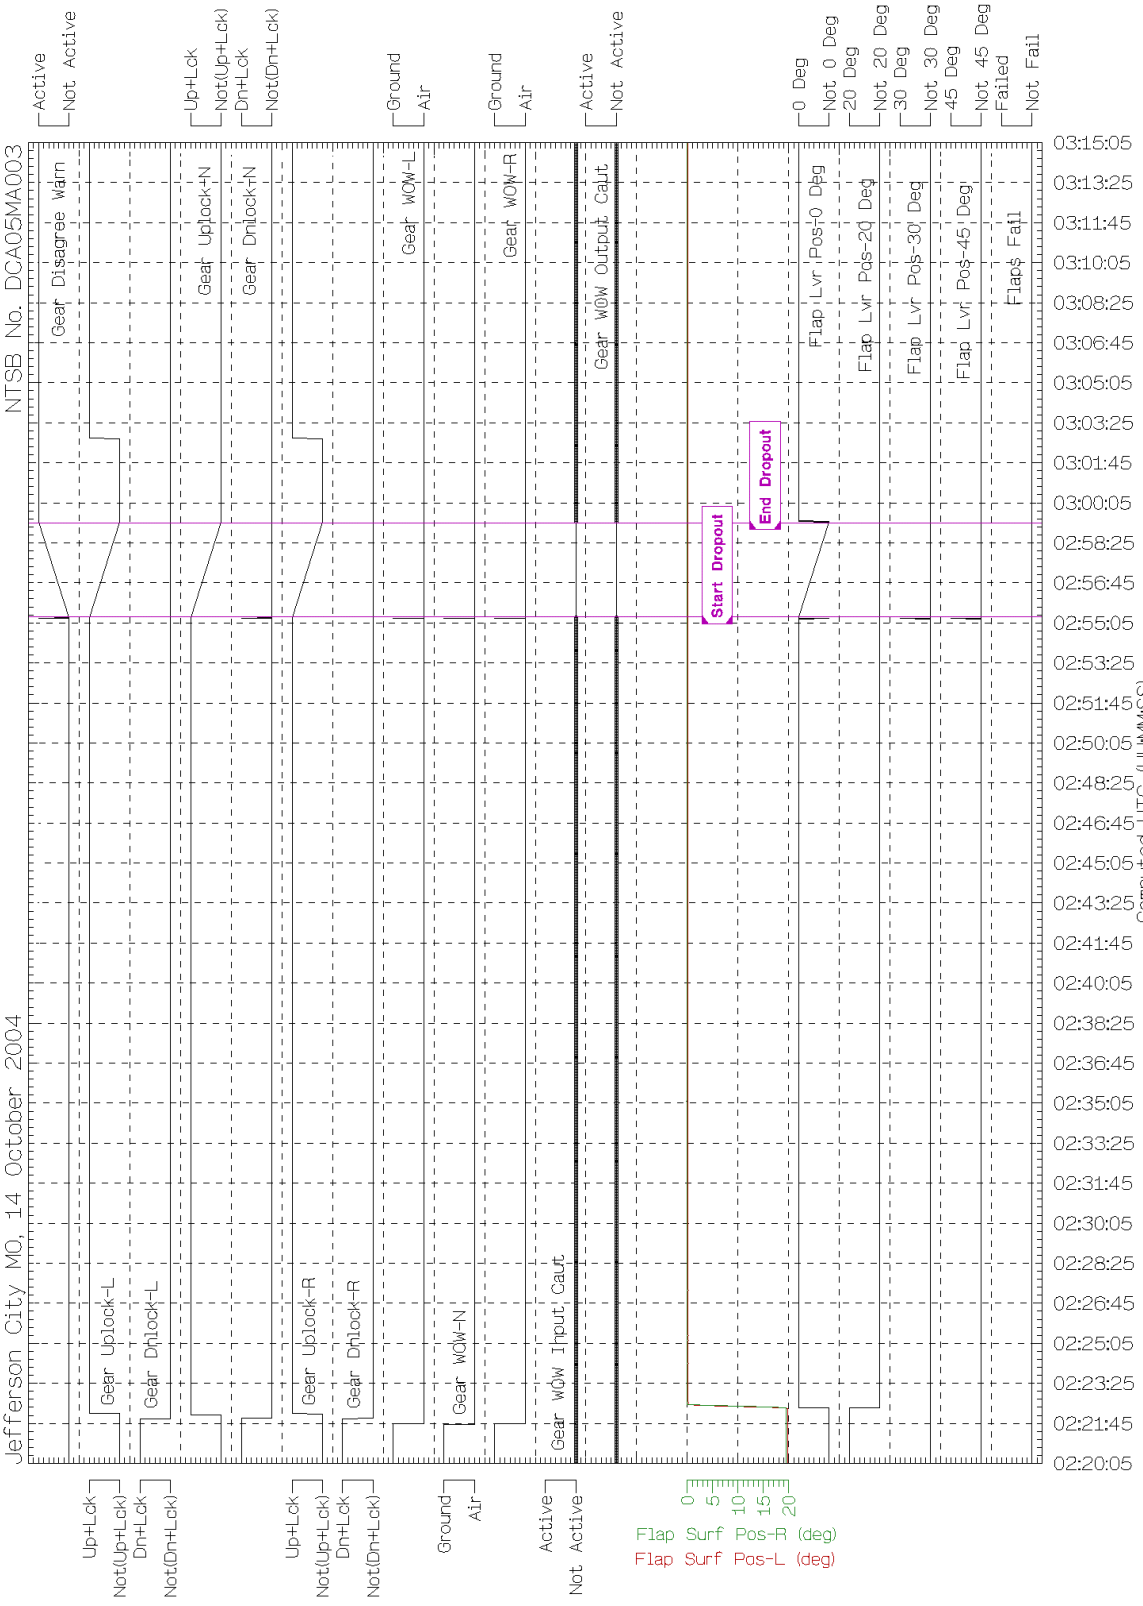 Jefferson City MO, 14 October 2004
NTSB No. DCA05MA003
Active
Not Active
Gear Disagree Warn
Up+Lck
Not(Up+Lck)
Gear Uplock-L
Dn+Lck
Not(Dn+Lck)
Gear Dnlock-L
Up+Lck
Not(Up+Lck)
Gear Uplock-N
Dn+Lck
Not(Dn+Lck)
Gear Dnlock-N
Up+Lck
Not(Up+Lck)
Gear Uplock-R
Dn+Lck
Not(Dn+Lck)
Gear Dnlock-R
Ground
Air
Gear WOW-L
Ground
Air
Gear WOW-N
Ground
Air
Gear WOW-R
Active
Not Active
Gear WOW Input Caut
Active
Not Active
Gear WOW Output Caut
Flap Surf Pos-R (deg)
Flap Surf Pos-L (deg)
0
5
10
15
20
Start Dropout
End Dropout
0 Deg
Not 0 Deg
Flap Lvr Pos-0 Deg
20 Deg
Not 20 Deg
Flap Lvr Pos-20 Deg
30 Deg
Not 30 Deg
Flap Lvr Pos-30 Deg
45 Deg
Not 45 Deg
Flap Lvr Pos-45 Deg
Failed
Not Fail
Flaps Fail
02:20:05
02:21:45
02:23:25
02:25:05
02:26:45
02:28:25
02:30:05
02:31:45
02:33:25
02:35:05
02:36:45
02:38:25
02:40:05
02:41:45
02:43:25
02:45:05
02:46:45
02:48:25
02:50:05
02:51:45
02:53:25
02:55:05
02:56:45
02:58:25
03:00:05
03:01:45
03:03:25
03:05:05
03:06:45
03:08:25
03:10:05
03:11:45
03:13:25
03:15:05
Computed UTC (HH:MM:SS)